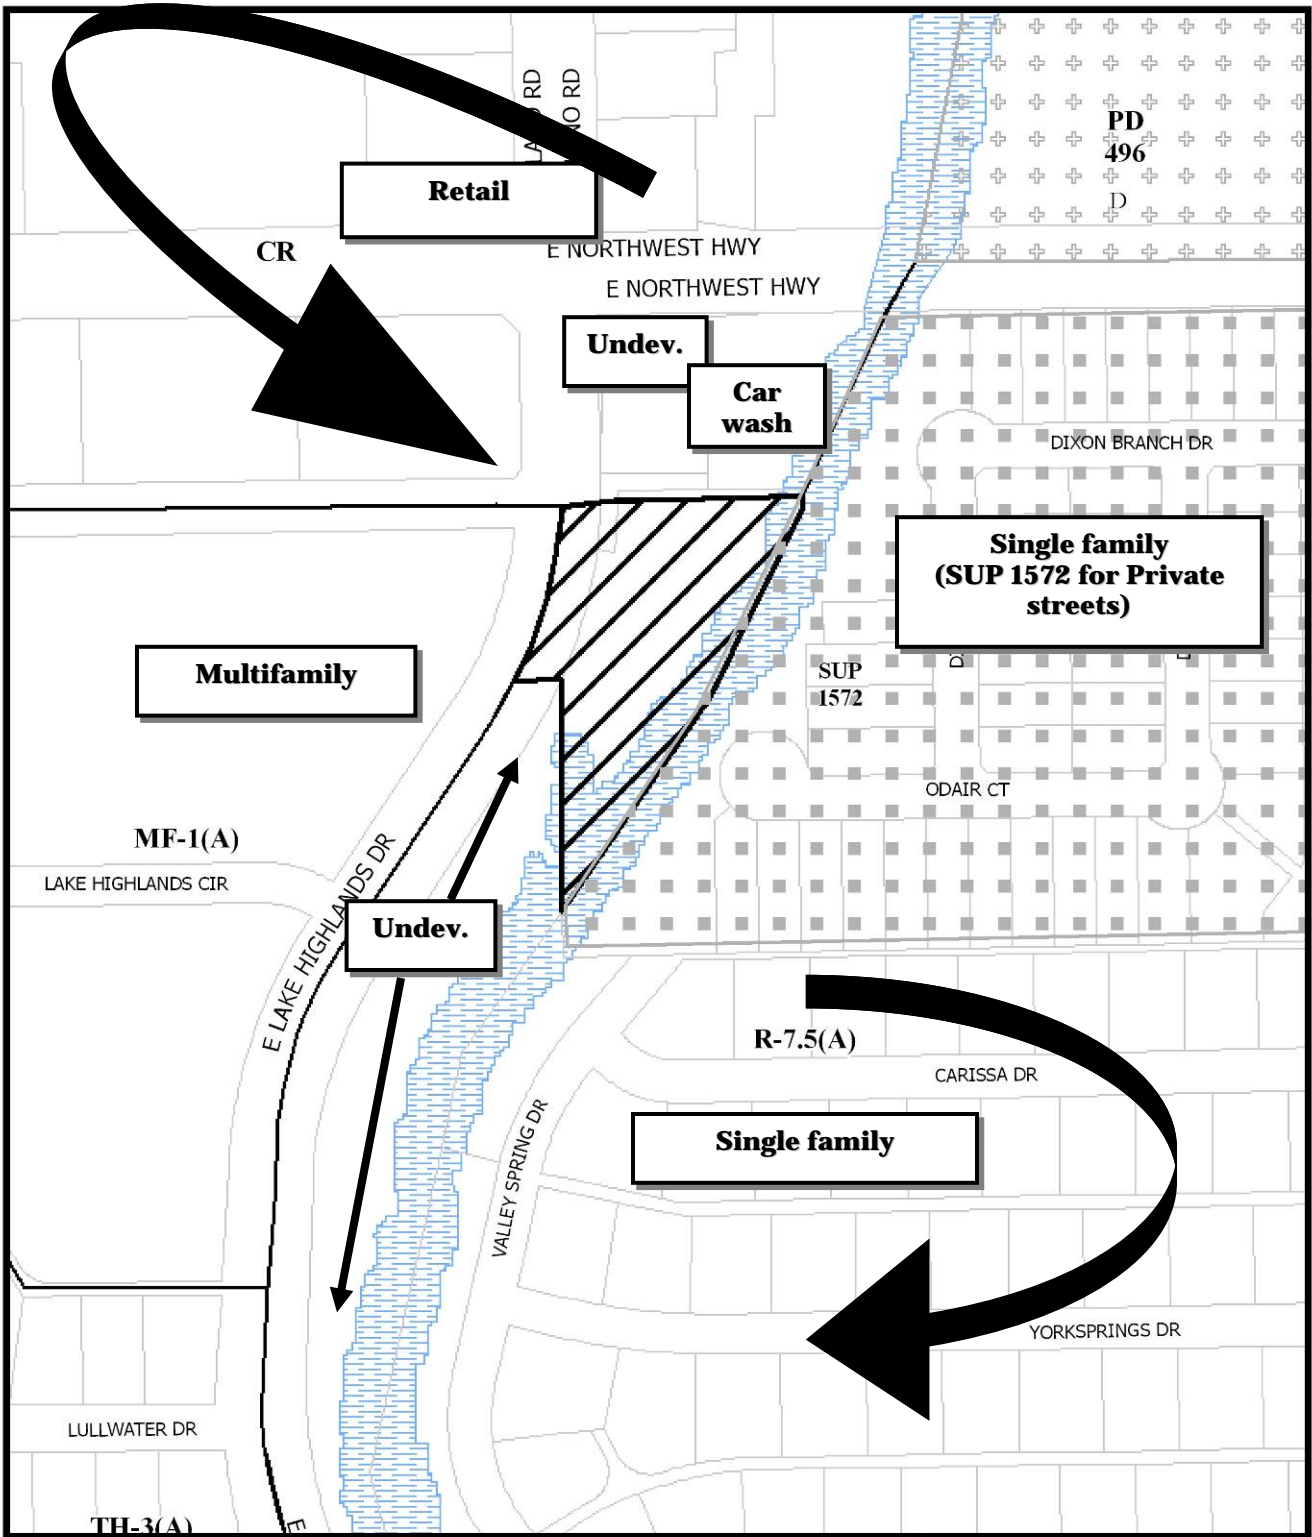 PD
496
D
Retail
CR
E NORTHWEST HWY
E NORTHWEST HWY
Undev.
Car
wash
DIXON BRANCH DR
Single family
(SUP 1572 for Private
streets)
Multifamily
SUP
1572
ODAIR CT
MF-1(A)
LAKE HIGHLANDS CIR
E LAKE HIGHLANDS DR
Undev.
R-7.5(A)
CARISSA DR
Single family
VALLEY SPRING DR
YORKSPRINGS DR
LULLWATER DR
TH-3(A)
E